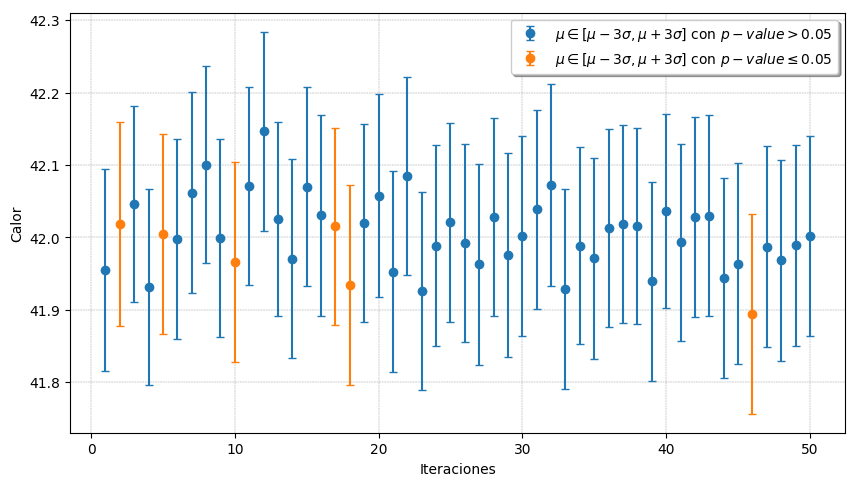 42.3
42.2
42.1
42.0
41.9
41.8
Calor
0 10 20 30 40 50
Iteraciones
μ ∈ [μ − 3σ, μ + 3σ] con p − value > 0.05
μ ∈ [μ − 3σ, μ + 3σ] con p − value ≤ 0.05